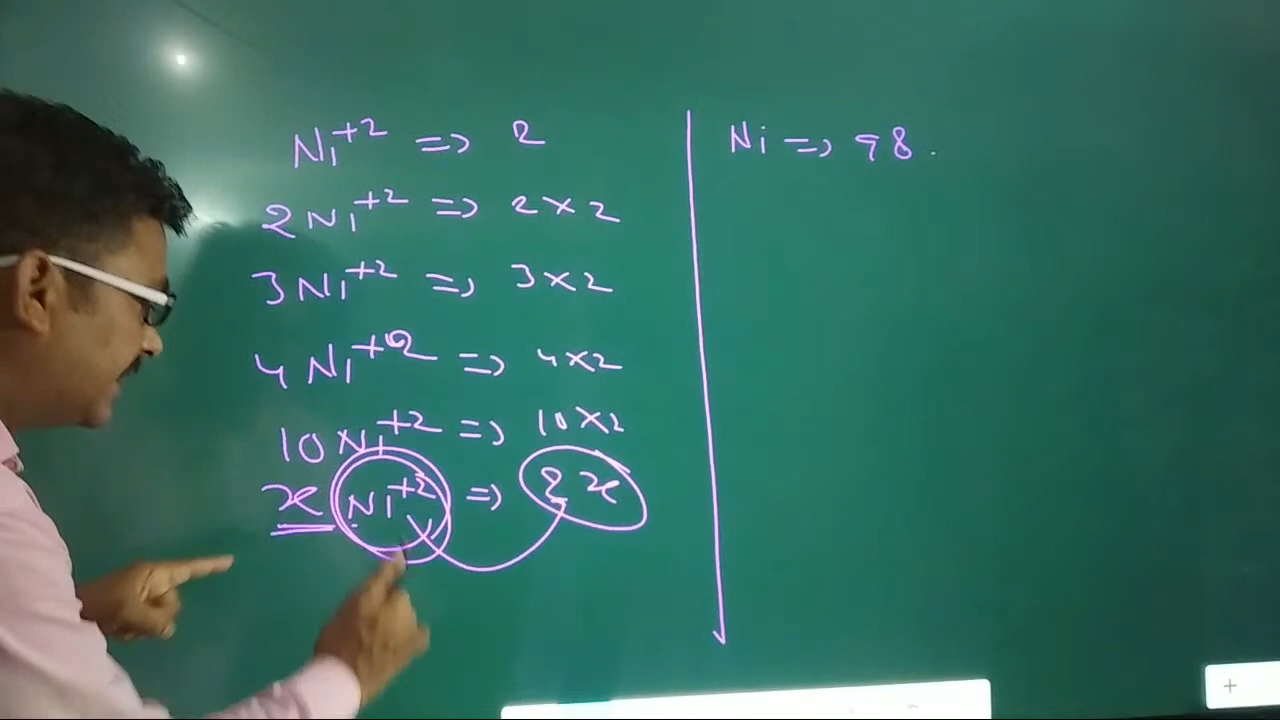 Ni+2 => 2
2Ni+2 => 2×2
3Ni+2 => 3×2
4Ni+2 => 4×2
10Ni+2 => 10×2
x Ni+2 => 2x
Ni => 98.
+